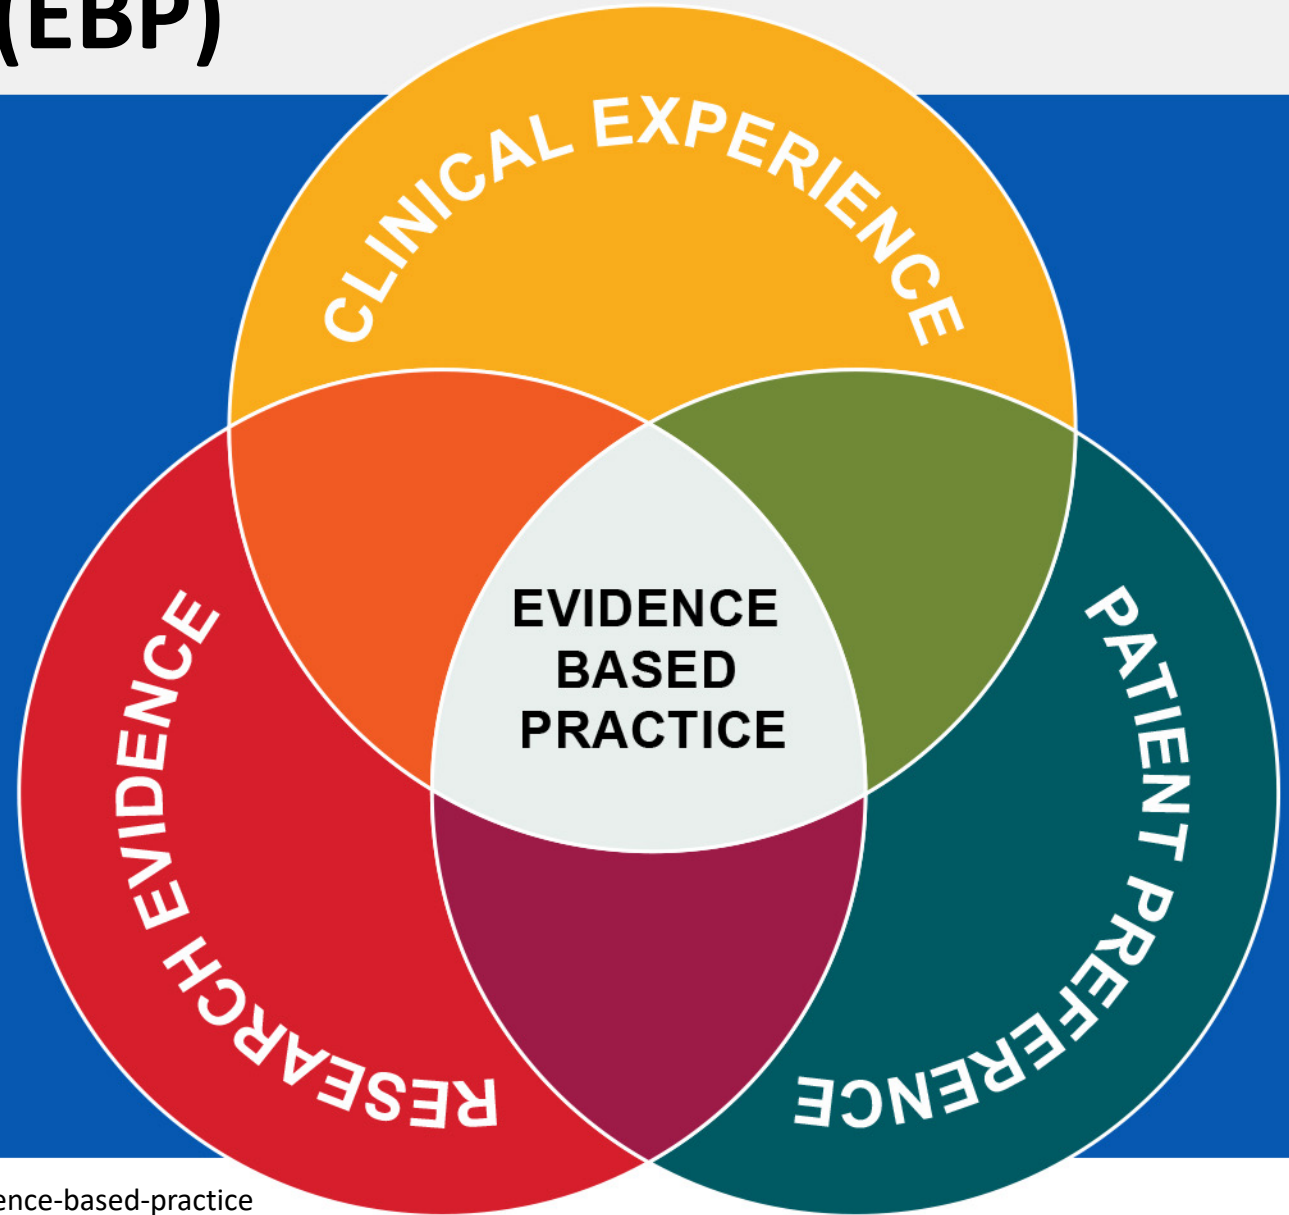 (EBP)
CLINICAL EXPERIENCE
EVIDENCE
BASED
PRACTICE
RESEARCH EVIDENCE
PATIENT PREFERENCE
ence-based-practice